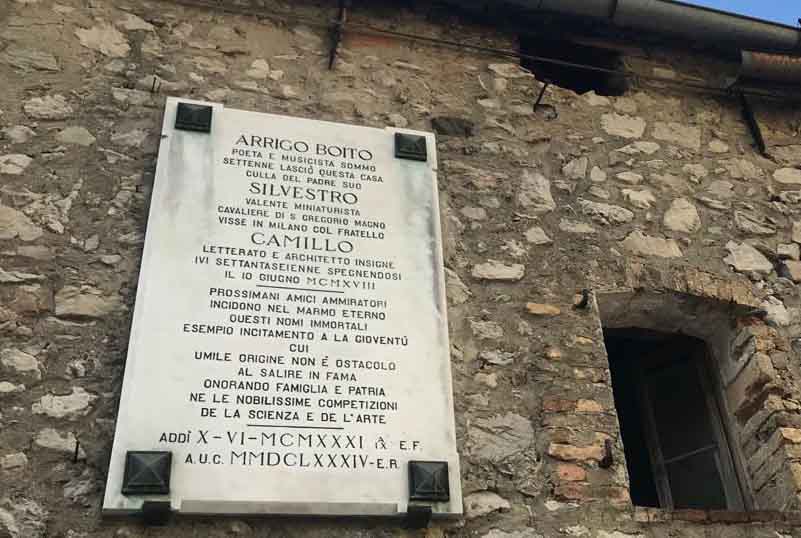 ARRIGO BOITO
POETA E MUSICISTA SOMMO
SETTENNE LASCIÒ QUESTA CASA
CULLA DEL PADRE SUO
SILVESTRO
VALENTE MINIATURISTA
CAVALIERE DI S. GREGORIO MAGNO
VISSE IN MILANO COL FRATELLO
CAMILLO
LETTERATO E ARCHITETTO INSIGNE
IVI SETTANTASEIENNE SPEGNENDOSI
IL 10 GIUGNO MCMXVIII
PROSSIMANI AMICI AMMIRATORI
INCIDONO NEL MARMO ETERNO
QUESTI NOMI IMMORTALI
ESEMPIO INCITAMENTO A LA GIOVENTÙ
CUI
UMILE ORIGINE NON È OSTACOLO
AL SALIRE IN FAMA
ONORANDO FAMIGLIA E PATRIA
NE LE NOBILISSIME COMPETIZIONI
DE LA SCIENZA E DE L'ARTE
ADDÌ X-VI-MCMXXXI IX E.F.
A.U.C. MMDCLXXXIV-E.R.